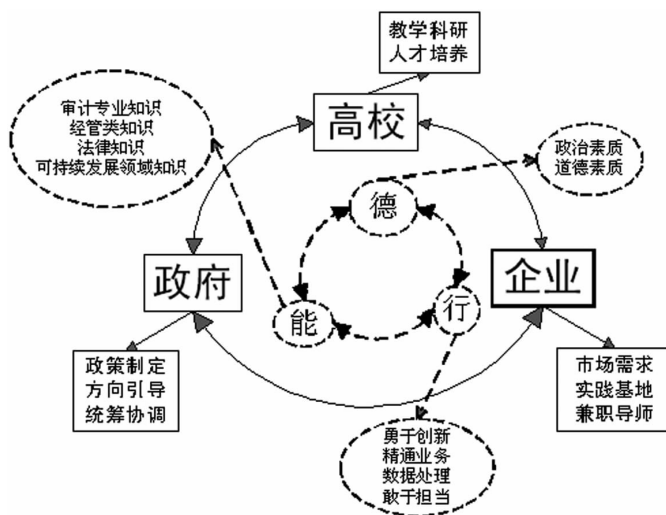 教学科研
人才培养
高校
审计专业知识
经管类知识
法律知识
可持续发展领域知识
政治素质
道德素质
德
政府
企业
能
行
政策制定
方向引导
统筹协调
市场需求
实践基地
兼职导师
勇于创新
精通业务
数据处理
敢于担当